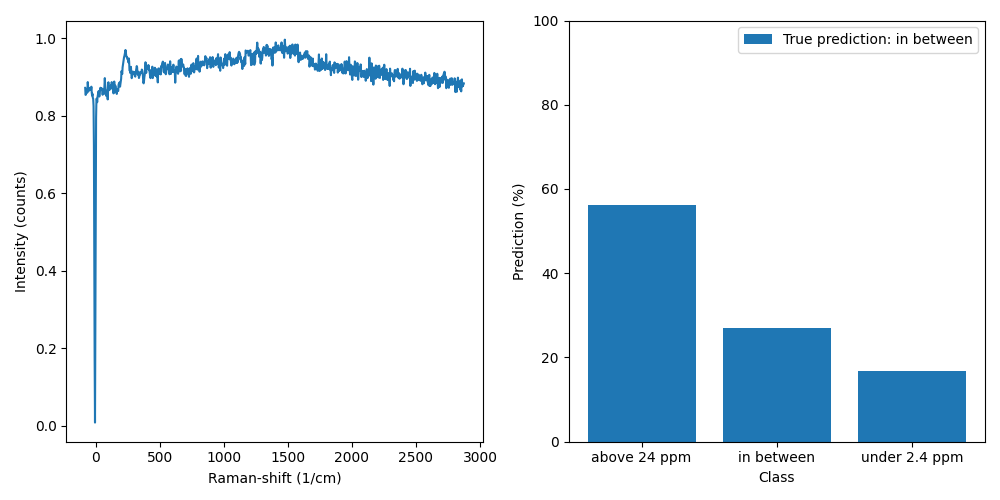 1.0
0.8
0.6
0.4
0.2
0.0
Intensity (counts)
0 500 1000 1500 2000 2500 3000
Raman-shift (1/cm)
100
80
60
40
20
0
Prediction (%)
True prediction: in between
above 24 ppm in between under 2.4 ppm
Class